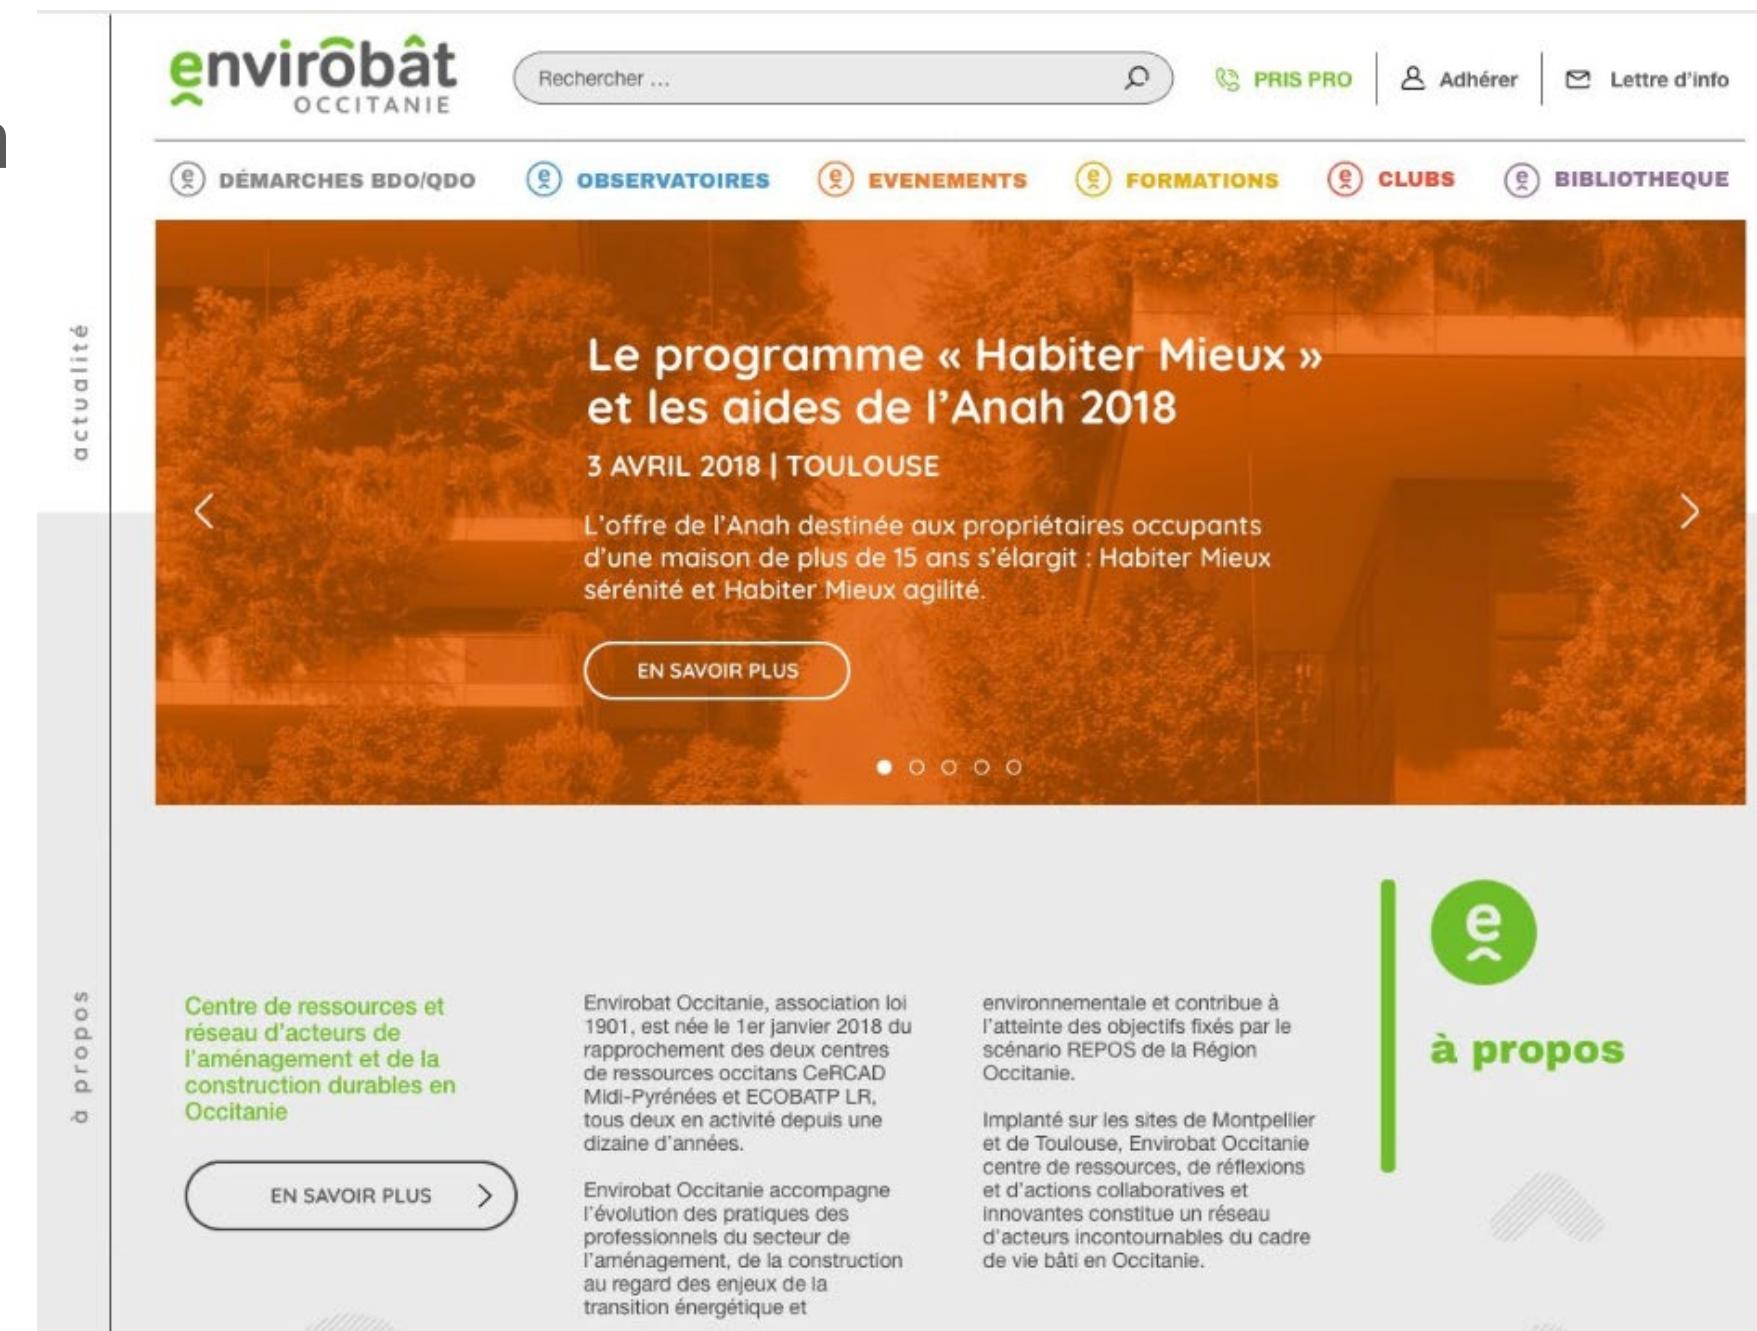 envirobât
OCCITANIE
Rechercher ...
PRIS PRO
Adhérer
Lettre d'info
DÉMARCHES BDO/QDO
OBSERVATOIRES
EVENEMENTS
FORMATIONS
CLUBS
BIBLIOTHEQUE
actualité
Le programme « Habiter Mieux »
et les aides de l'Anah 2018
3 AVRIL 2018 | TOULOUSE
L'offre de l'Anah destinée aux propriétaires occupants
d'une maison de plus de 15 ans s'élargit : Habiter Mieux
sérénité et Habiter Mieux agilité.
EN SAVOIR PLUS
à propos
Centre de ressources et
réseau d'acteurs de
l'aménagement et de la
construction durables en
Occitanie
EN SAVOIR PLUS
Envirobat Occitanie, association loi
1901, est née le 1er janvier 2018 du
rapprochement des deux centres
de ressources occitans CeRCAD
Midi-Pyrénées et ECOBATP LR,
tous deux en activité depuis une
dizaine d'années.
Envirobat Occitanie accompagne
l'évolution des pratiques des
professionnels du secteur de
l'aménagement, de la construction
au regard des enjeux de la
transition énergétique et
environnementale et contribue à
l'atteinte des objectifs fixés par le
scénario REPOS de la Région
Occitanie.
Implanté sur les sites de Montpellier
et de Toulouse, Envirobat Occitanie
centre de ressources, de réflexions
et d'actions collaboratives et
innovantes constitue un réseau
d'acteurs incontournables du cadre
de vie bâti en Occitanie.
e
à propos